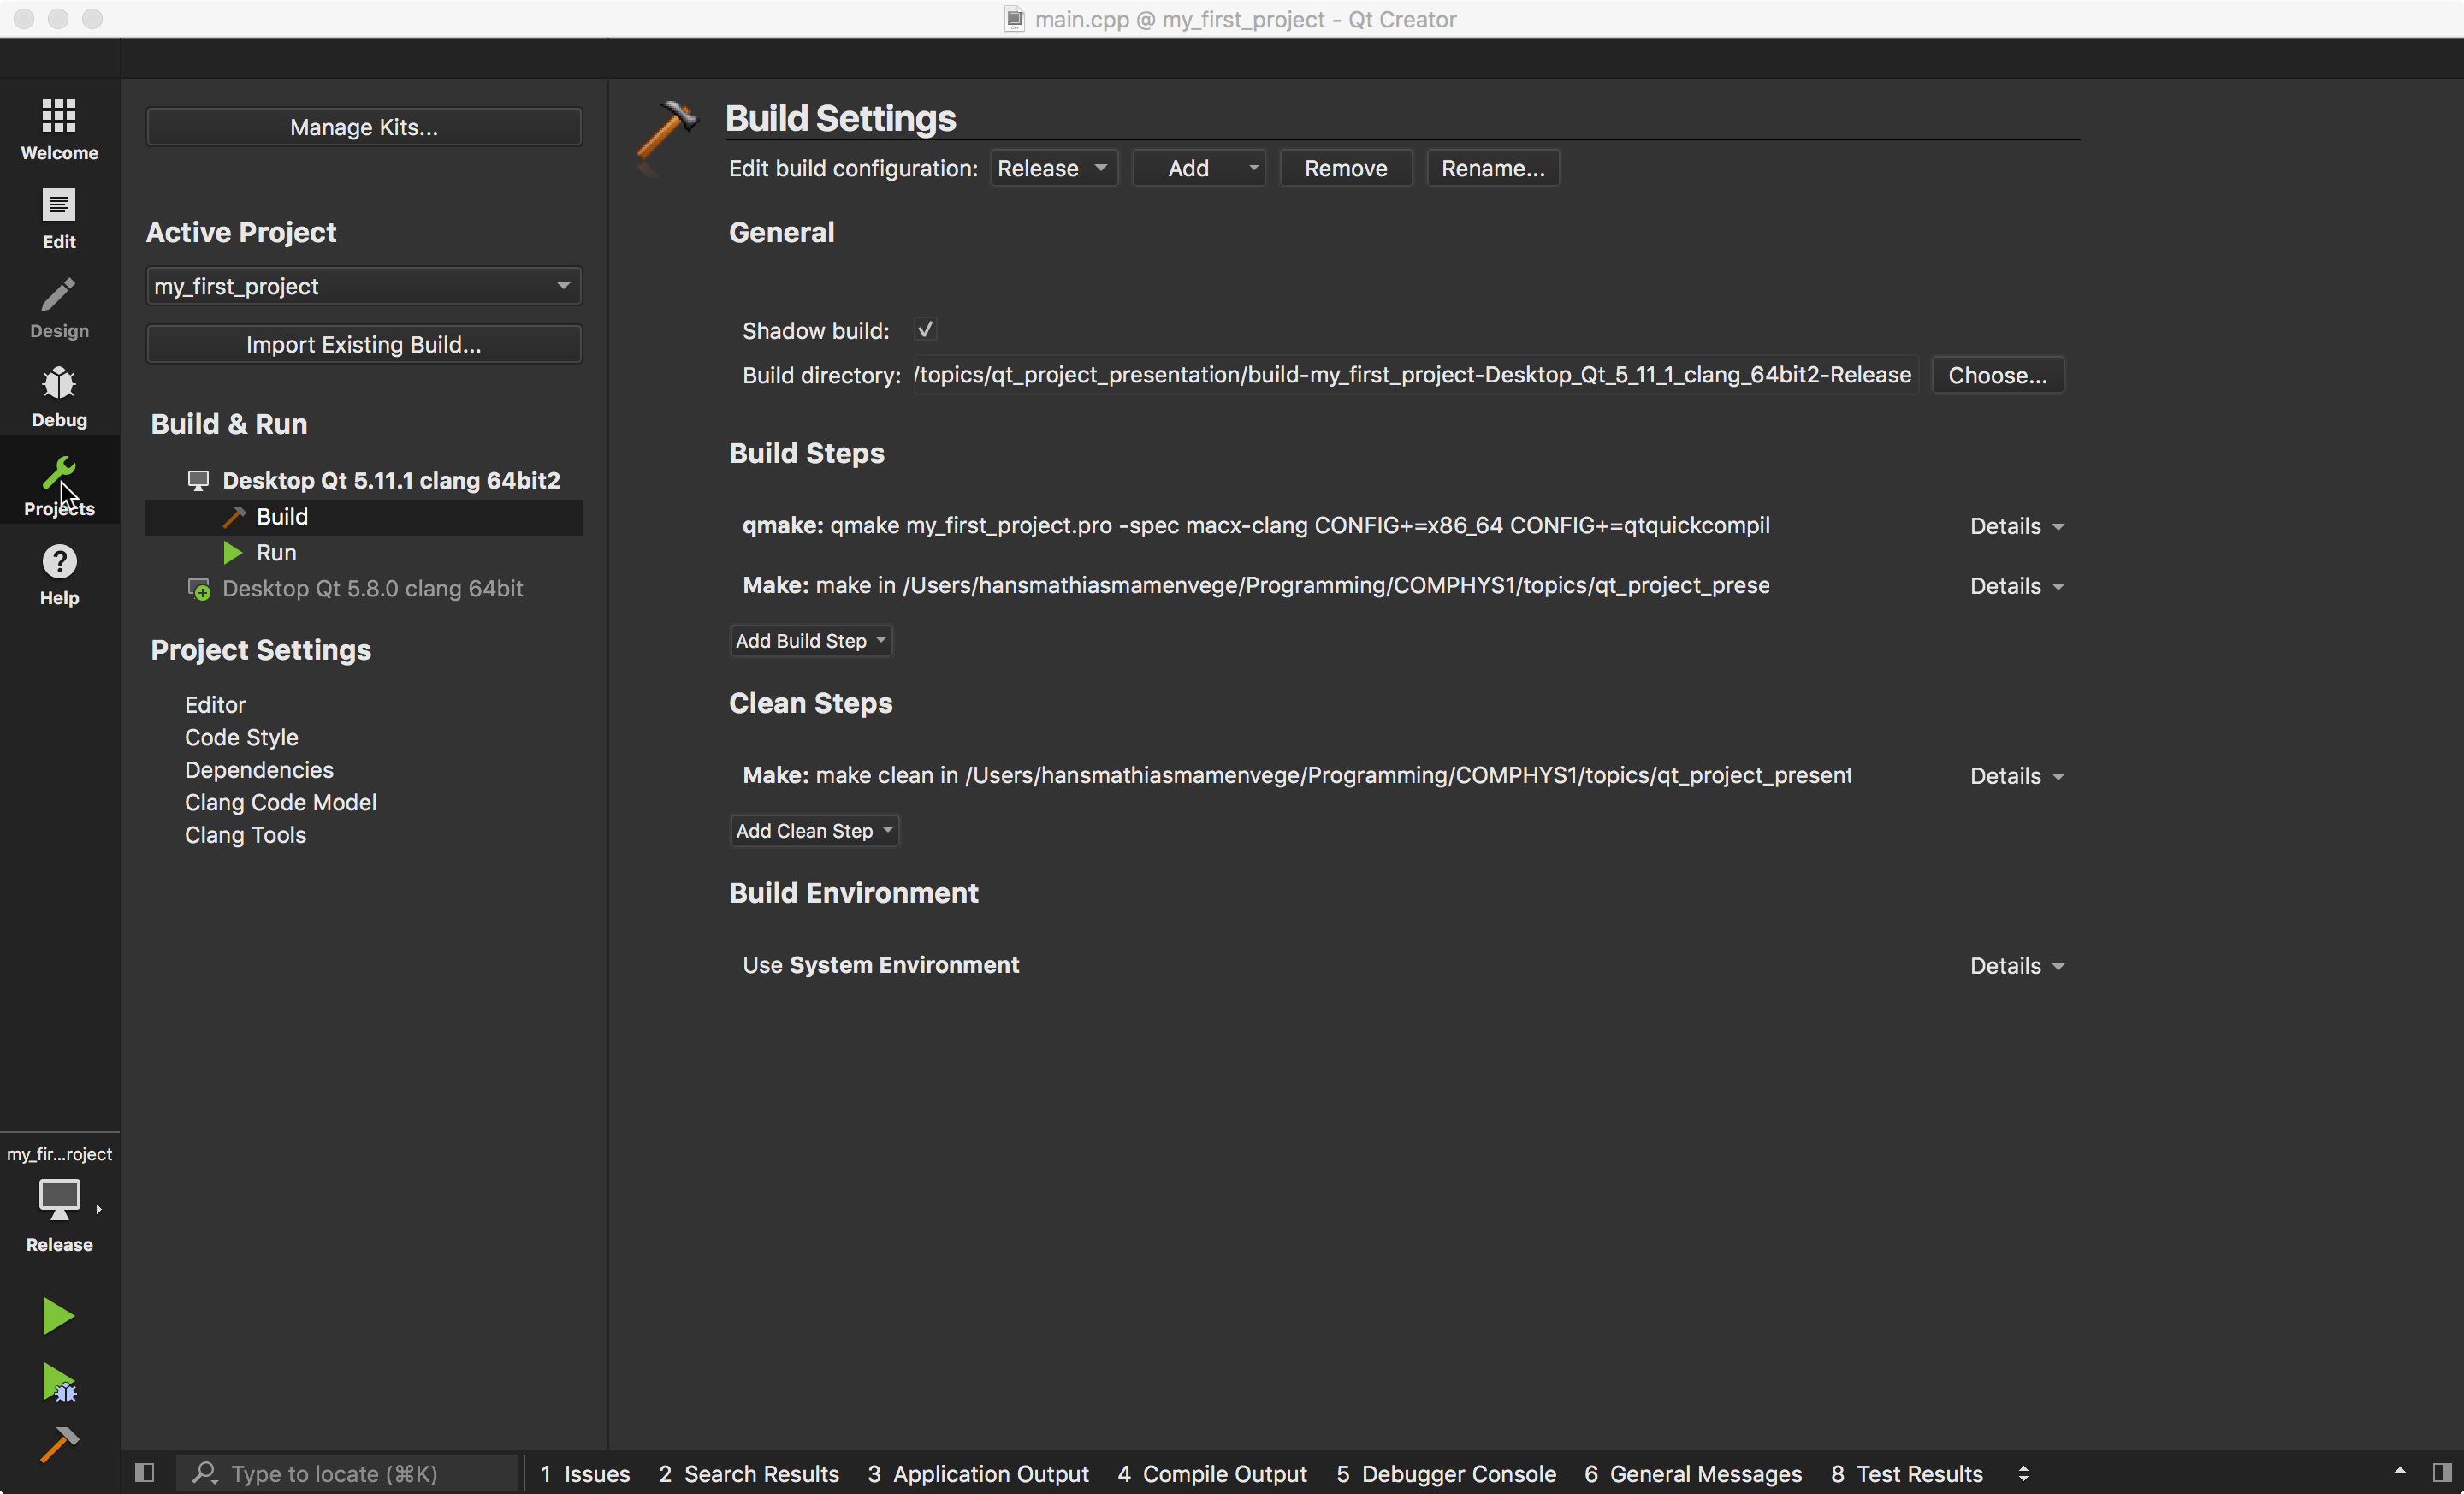 main.cpp @ my_first_project - Qt Creator
Welcome
Edit
Design
Debug
Projects
Help
my_fir...roject
Release
Manage Kits...
Active Project
my_first_project
Import Existing Build...
Build & Run
Desktop Qt 5.11.1 clang 64bit2
Build
Run
Desktop Qt 5.8.0 clang 64bit
Project Settings
Editor
Code Style
Dependencies
Clang Code Model
Clang Tools
Build Settings
Edit build configuration: Release Add Remove Rename...
General
Shadow build:
Build directory: /topics/qt_project_presentation/build-my_first_project-Desktop_Qt_5_11_1_clang_64bit2-Release Choose...
Build Steps
qmake: qmake my_first_project.pro -spec macx-clang CONFIG+=x86_64 CONFIG+=qtquickcompil Details
Make: make in /Users/hansmathiasmamenvege/Programming/COMPHYS1/topics/qt_project_prese Details
Add Build Step
Clean Steps
Make: make clean in /Users/hansmathiasmamenvege/Programming/COMPHYS1/topics/qt_project_present Details
Add Clean Step
Build Environment
Use System Environment Details
Type to locate (⌘K) 1 Issues 2 Search Results 3 Application Output 4 Compile Output 5 Debugger Console 6 General Messages 8 Test Results